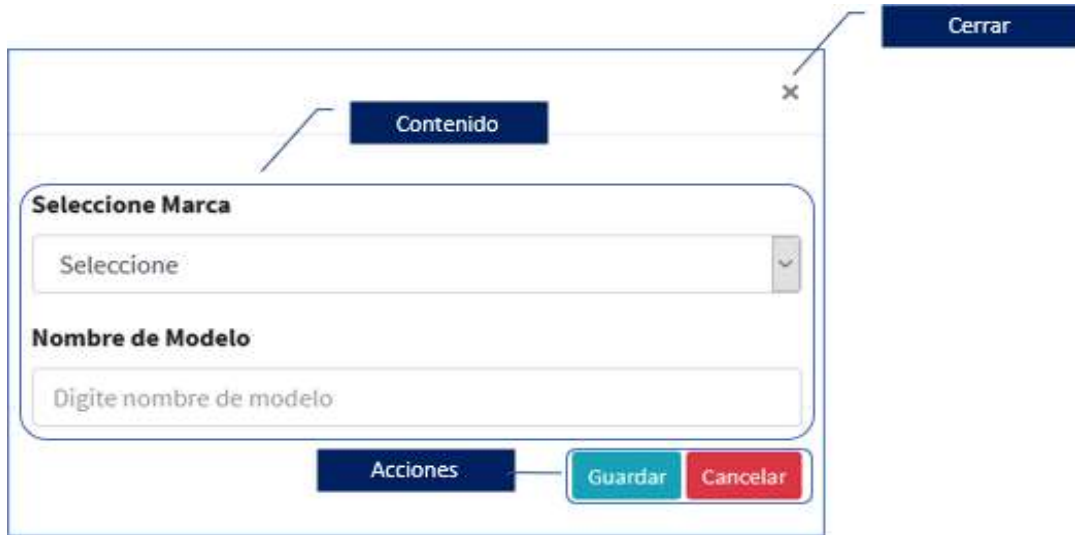 Cerrar
×
Contenido
Seleccione Marca
Seleccione
Nombre de Modelo
Digite nombre de modelo
Acciones
Guardar Cancelar